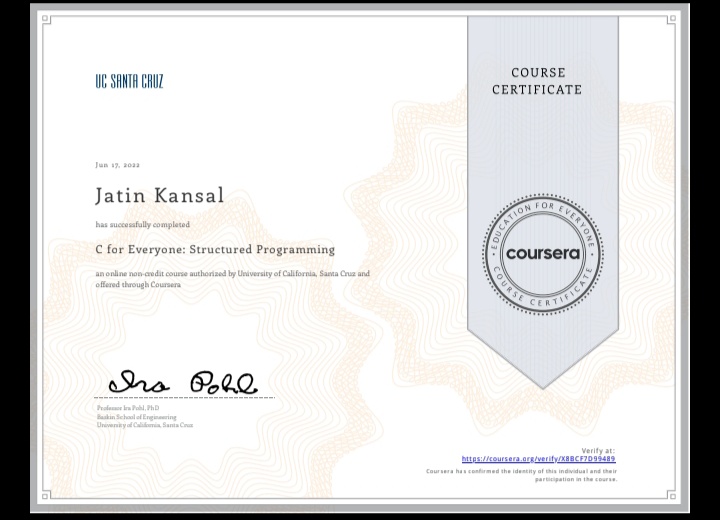 UC SANTA CRUZ
COURSE
CERTIFICATE
Jun 17, 2022
Jatin Kansal
has successfully completed
C for Everyone: Structured Programming
an online non-credit course authorized by University of California, Santa Cruz and
offered through Coursera
EDUCATION FOR EVERYONE
coursera
COURSE CERTIFICATE
Ira Pohl
Professor Ira Pohl, PhD
Baskin School of Engineering
University of California, Santa Cruz
Verify at:
https://coursera.org/verify/X8BCF7D99489
Coursera has confirmed the identity of this individual and their
participation in the course.